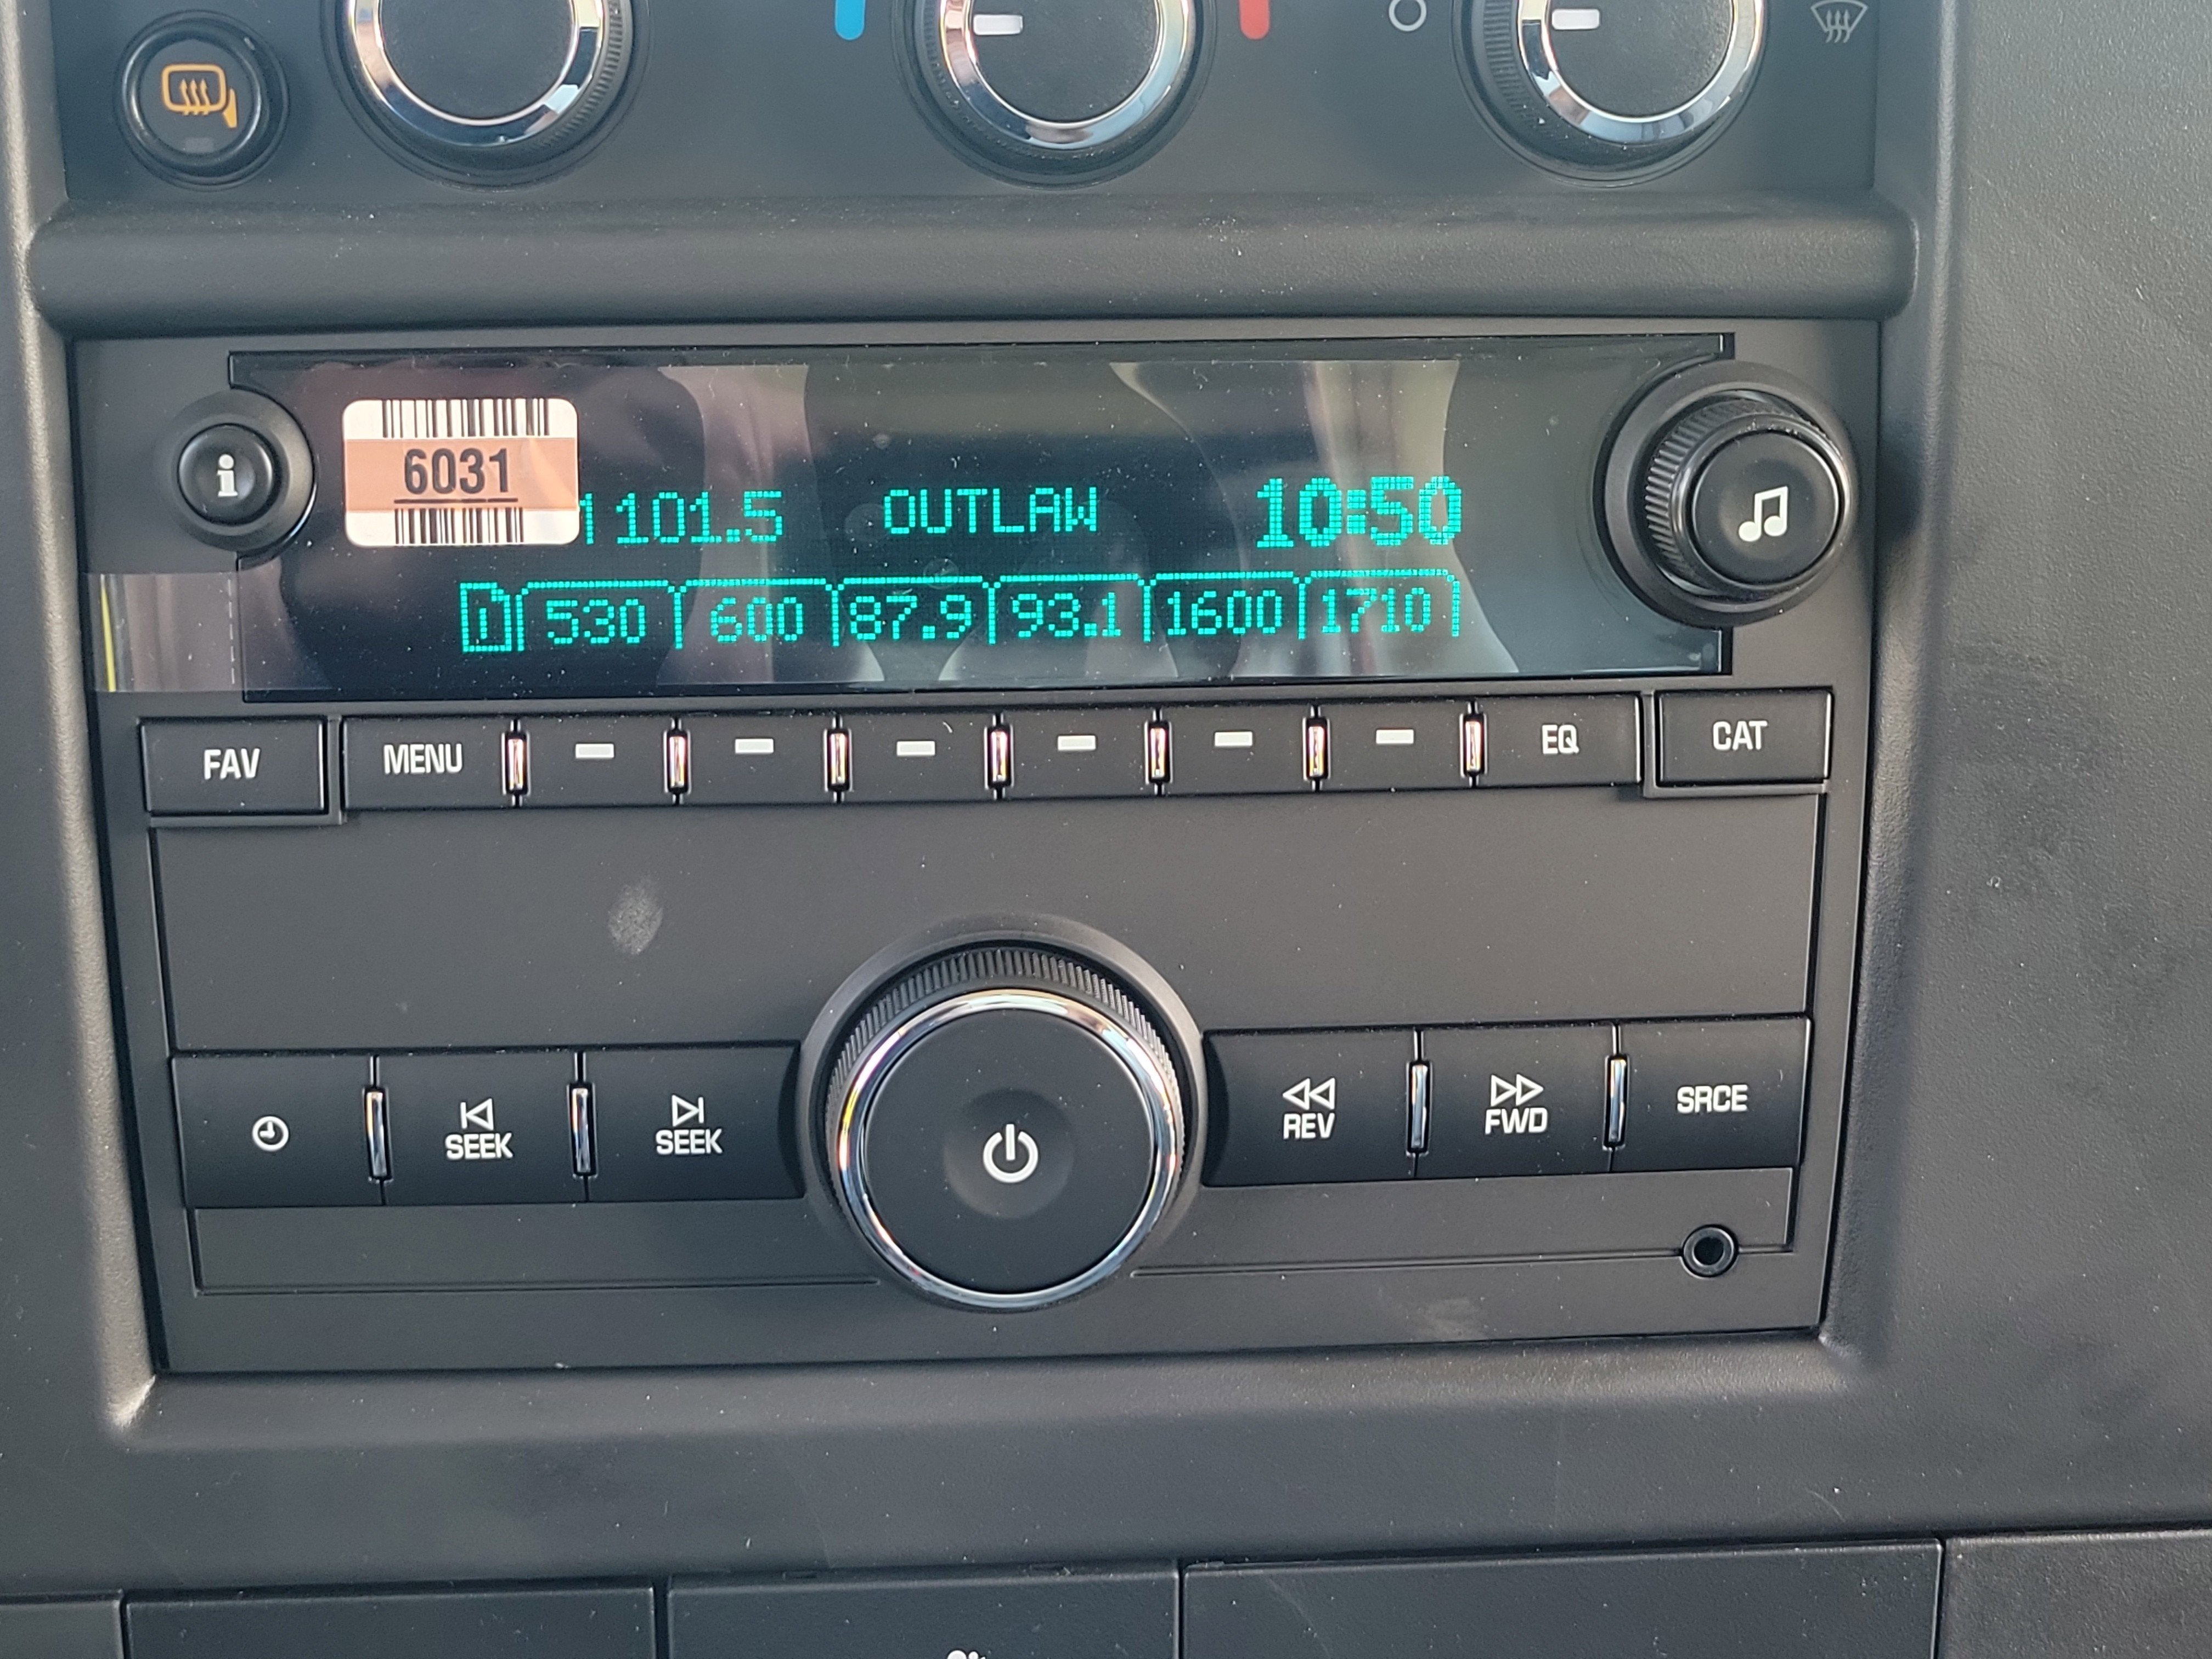 6031
101.5 OUTLAW 10:50
1 530 600 87.9 93.1 1600 1710
FAV MENU EQ CAT
SEEK SEEK REV FWD SRCE